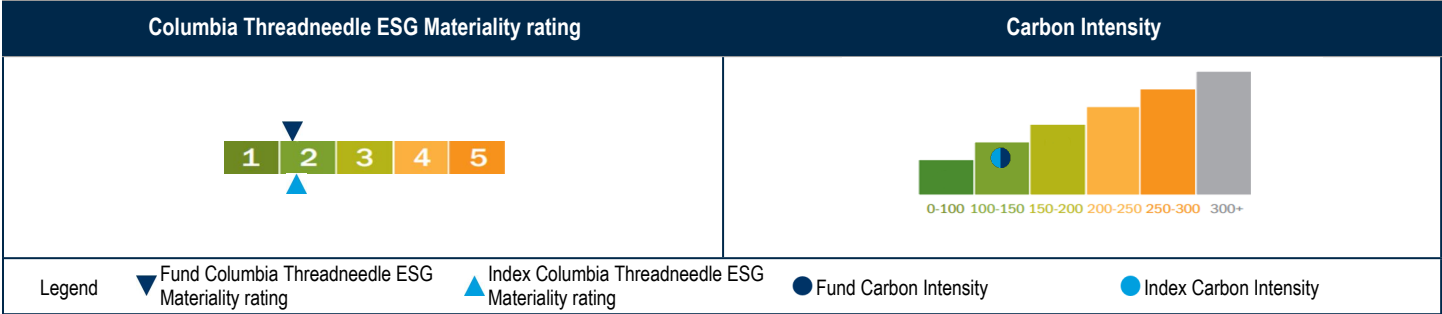 Columbia Threadneedle ESG Materiality rating
Carbon Intensity
1 2 3 4 5
0-100 100-150 150-200 200-250 250-300 300+
Legend
Fund Columbia Threadneedle ESG
Materiality rating
Index Columbia Threadneedle ESG
Materiality rating
Fund Carbon Intensity
Index Carbon Intensity